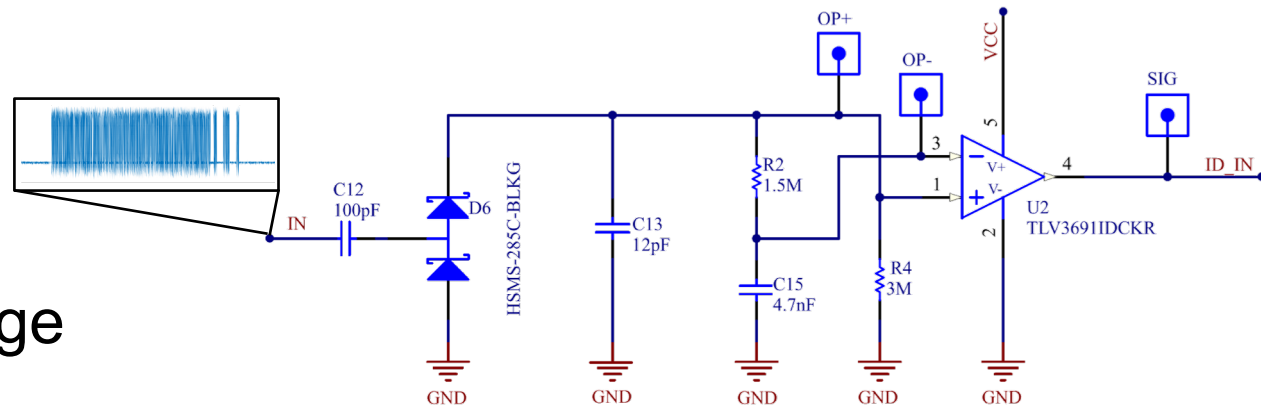 OP+
OP-
VCC
SIG
5
3
V+
4
ID_IN
1
V-
U2
TLV3691IDCKR
2
R2
1.5M
C12
100pF
IN
D6
HSMS-285C-BLKG
C13
12pF
C15
4.7nF
R4
3M
ge
GND
GND
GND
GND
GND